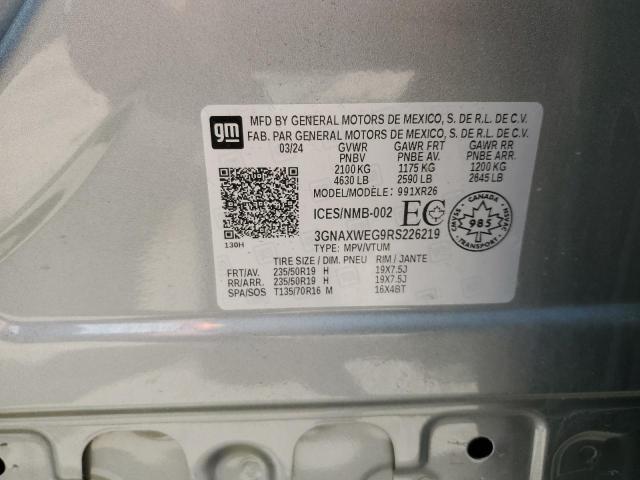 gm
MFD BY GENERAL MOTORS DE MEXICO, S. DE R.L. DE C.V.
FAB. PAR GENERAL MOTORS DE MEXICO, S. DE R.L. DE C.V.
03/24 GVWR GAWR FRT GAWR RR
PNBV PNBE AV. PNBE ARR.
2100 KG 1175 KG 1200 KG
4630 LB 2590 LB 2645 LB
MODEL/MODÈLE: 991XR26
ICES/NMB-002 EC
130H
3GNAXWEG9RS226219
TYPE: MPV/VTUM
CMVSS NSVAC
985
TIRE SIZE / DIM. PNEU RIM / JANTE
FRT/AV. 235/50R19 H 19X7.5J
RR/ARR. 235/50R19 H 19X7.5J
SPA/SOS T135/70R16 M 16X4BT